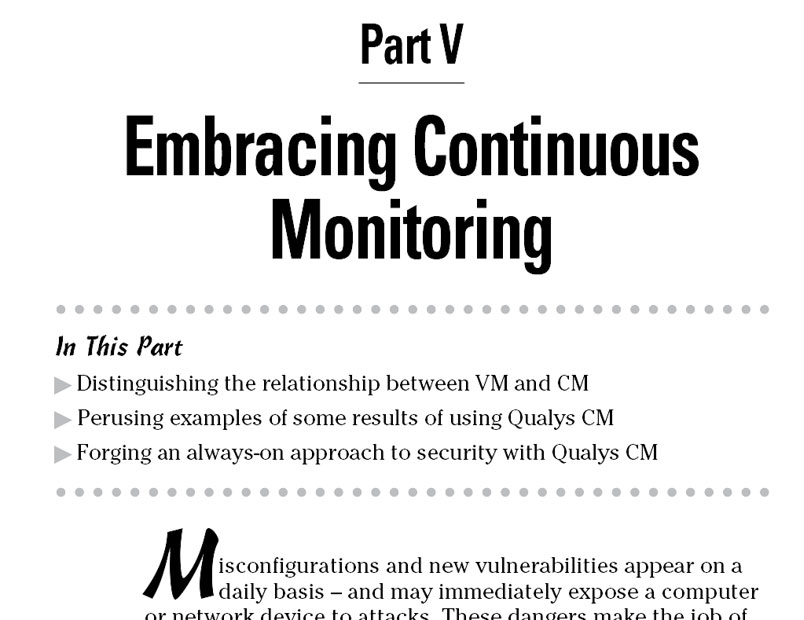 Part V
Embracing Continuous
Monitoring
In This Part
Distinguishing the relationship between VM and CM
Perusing examples of some results of using Qualys CM
Forging an always-on approach to security with Qualys CM
Misconfigurations and new vulnerabilities appear on a
daily basis – and may immediately expose a computer
or network device to attacks. These dangers make the job of